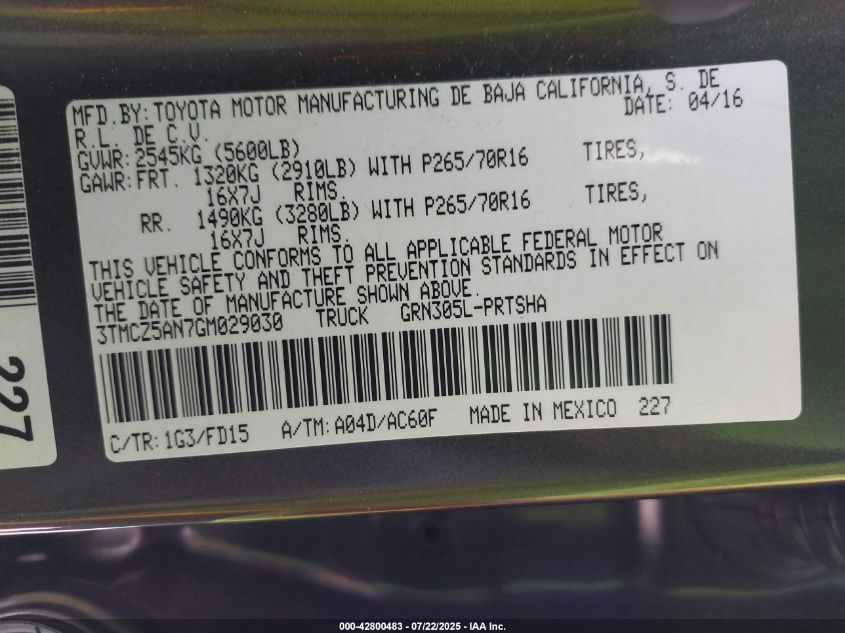 MFD.BY:TOYOTA MOTOR MANUFACTURING DE BAJA CALIFORNIA, S. DE
R.L. DE C.V. DATE: 04/16
GVWR:2545KG (5600LB)
GAWR:FRT. 1320KG (2910LB) WITH P265/70R16 TIRES,
16X7J RIMS.
RR. 1490KG (3280LB) WITH P265/70R16 TIRES,
16X7J RIMS.
THIS VEHICLE CONFORMS TO ALL APPLICABLE FEDERAL MOTOR
VEHICLE SAFETY AND THEFT PREVENTION STANDARDS IN EFFECT ON
THE DATE OF MANUFACTURE SHOWN ABOVE.
3TMCZ5AN7GM029030 TRUCK GRN305L-PRTSHA
C/TR:1G3/FD15 A/TM:A04D/AC60F MADE IN MEXICO 227
227
000-42800483 - 07/22/2025 - IAA Inc.